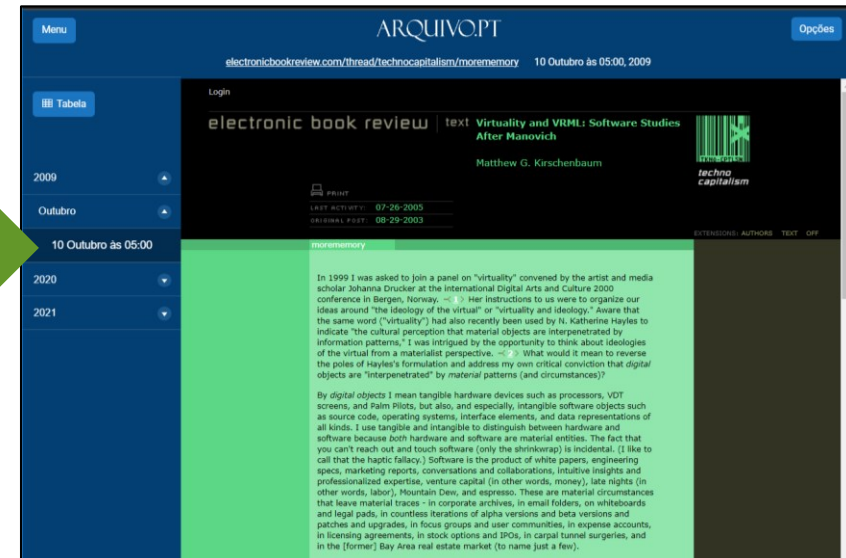 Menu
ARQUIVO.PT
Opções
electronicbookreview.com/thread/technocapitalism/morememory 10 Outubro às 05:00, 2009
Tabela
2009
Outubro
10 Outubro às 05:00
2020
2021
Login
electronic book review text
Virtuality and VRML: Software Studies
After Manovich
Matthew G. Kirschenbaum
techno
capitalism
PRINT
LAST ACTIVITY: 07-26-2005
ORIGINAL POST: 08-29-2003
EXTENSIONS: AUTHORS TEXT OFF
morememory
In 1999 I was asked to join a panel on "virtuality" convened by the artist and media
scholar Johanna Drucker at the international Digital Arts and Culture 2000
conference in Bergen, Norway. -< 1 > Her instructions to us were to organize our
ideas around "the ideology of the virtual" or "virtuality and ideology." Aware that
the same word ("virtuality") had also recently been used by N. Katherine Hayles to
indicate "the cultural perception that material objects are interpenetrated by
information patterns," I was intrigued by the opportunity to think about ideologies
of the virtual from a materialist perspective. -< 2 > What would it mean to reverse
the poles of Hayles's formulation and address my own critical conviction that digital
objects are "interpenetrated" by material patterns (and circumstances)?
By digital objects I mean tangible hardware devices such as processors, VDT
screens, and Palm Pilots, but also, and especially, intangible software objects such
as source code, operating systems, interface elements, and data representations of
all kinds. I use tangible and intangible to distinguish between hardware and
software because both hardware and software are material entities. The fact that
you can't reach out and touch software (only the shrinkwrap) is incidental. (I like to
call that the haptic fallacy.) Software is the product of white papers, engineering
specs, marketing reports, conversations and collaborations, intuitive insights and
professionalized expertise, venture capital (in other words, money), late nights (in
other words, labor), Mountain Dew, and espresso. These are material circumstances
that leave material traces - in corporate archives, in email folders, on whiteboards
and legal pads, in countless iterations of alpha versions and beta versions and
patches and upgrades, in focus groups and user communities, in expense accounts,
in licensing agreements, in stock options and IPOs, in carpal tunnel surgeries, and
in the [former] Bay Area real estate market (to name just a few).